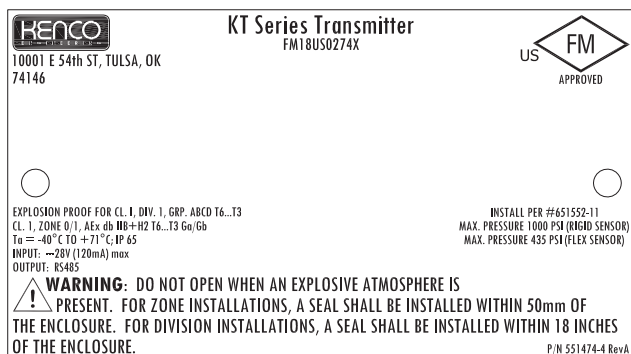 KENCO
KT Series Transmitter
FM18US0274X
10001 E 54th ST, TULSA, OK
74146
US
FM
APPROVED
EXPLOSION PROOF FOR CL. I, DIV. 1, GRP. ABCD T6...T3
CL. 1, ZONE 0/1, AEx db IIB+H2 T6...T3 Ga/Gb
Ta = -40°C TO +71°C; IP 65
INPUT: ⎓28V (120mA) max
OUTPUT: RS485
INSTALL PER #651552-11
MAX. PRESSURE 1000 PSI (RIGID SENSOR)
MAX. PRESSURE 435 PSI (FLEX SENSOR)
! WARNING: DO NOT OPEN WHEN AN EXPLOSIVE ATMOSPHERE IS
PRESENT. FOR ZONE INSTALLATIONS, A SEAL SHALL BE INSTALLED WITHIN 50mm OF
THE ENCLOSURE. FOR DIVISION INSTALLATIONS, A SEAL SHALL BE INSTALLED WITHIN 18 INCHES
OF THE ENCLOSURE.
P/N 551474-4 RevA